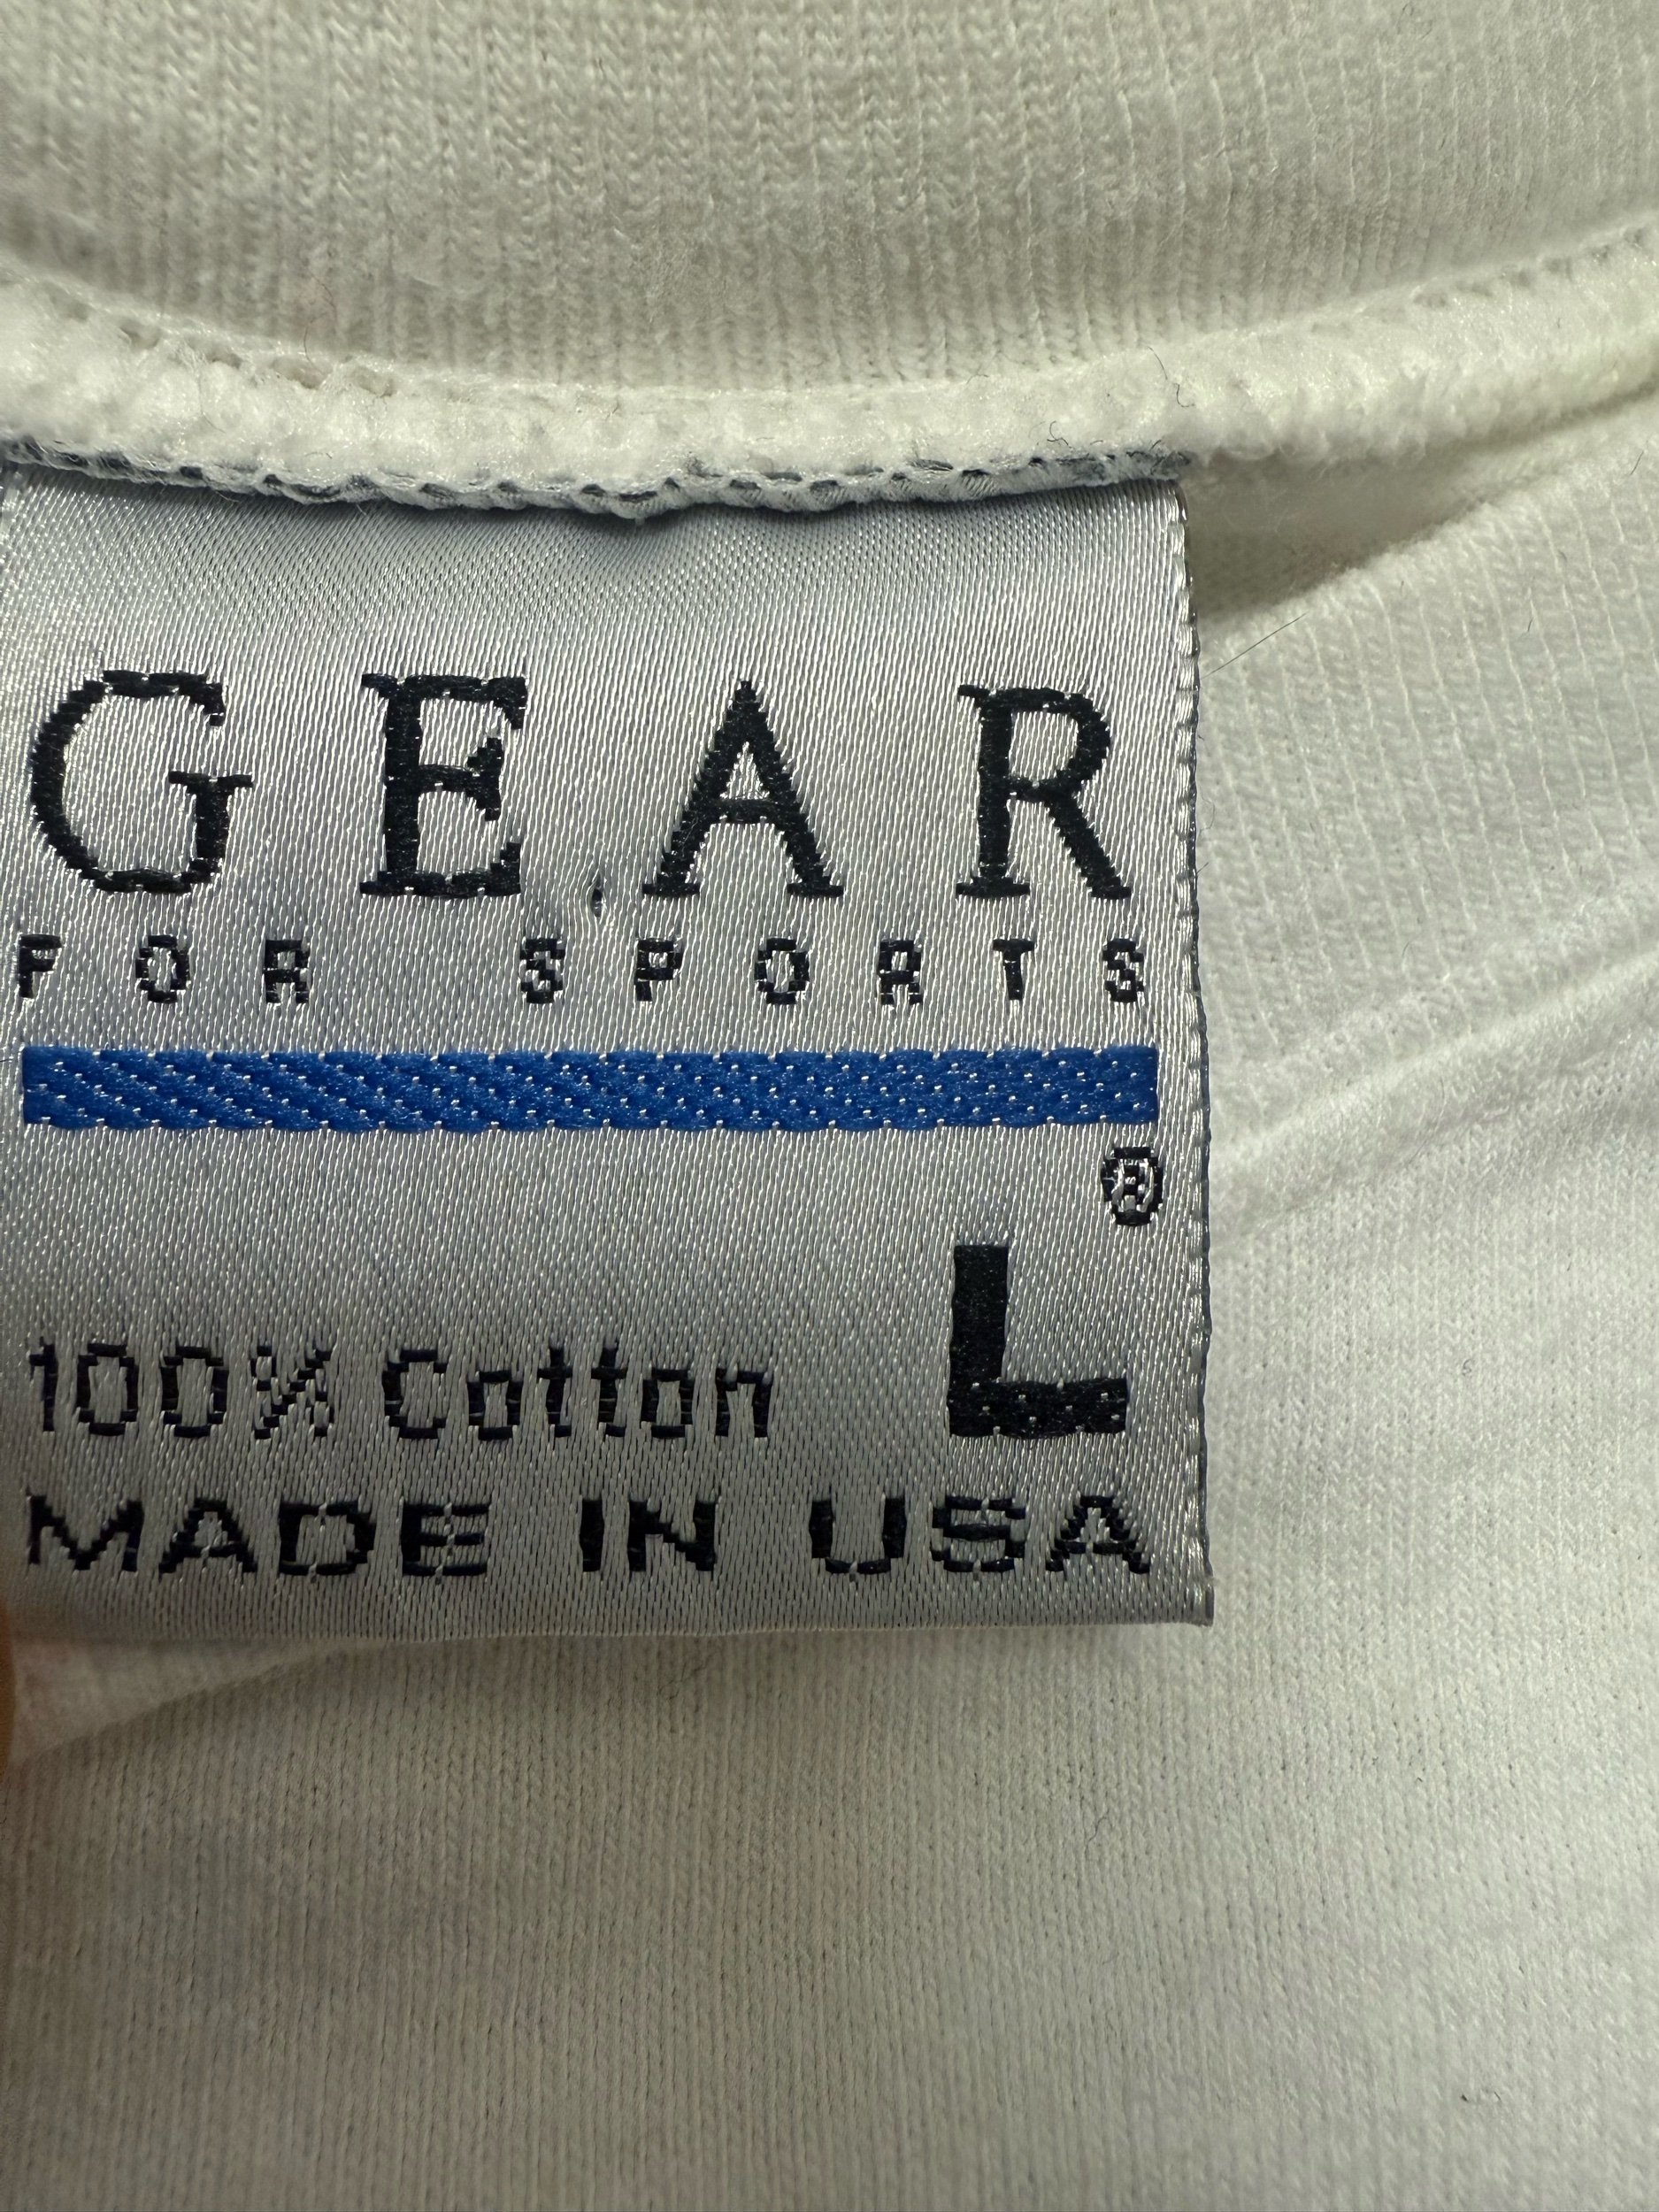 GEAR
FOR SPORTS
®
L
100% Cotton
MADE IN USA